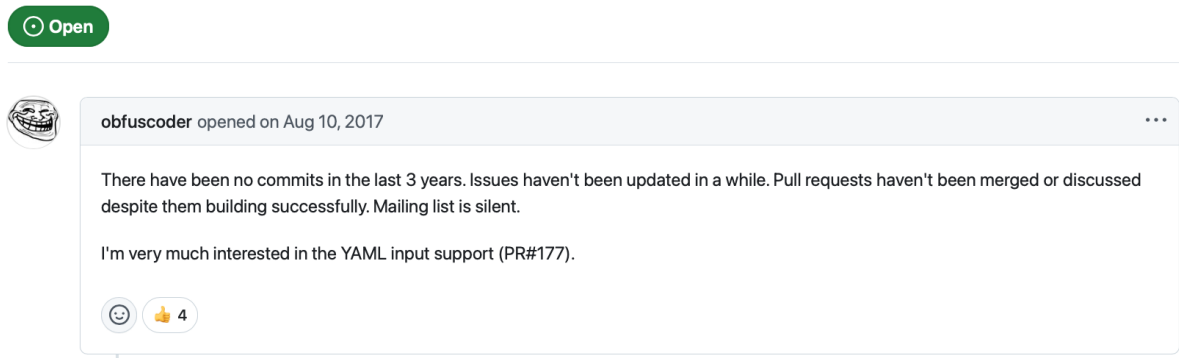 Open
obfuscoder opened on Aug 10, 2017
There have been no commits in the last 3 years. Issues haven't been updated in a while. Pull requests haven't been merged or discussed
despite them building successfully. Mailing list is silent.
I'm very much interested in the YAML input support (PR#177).
4